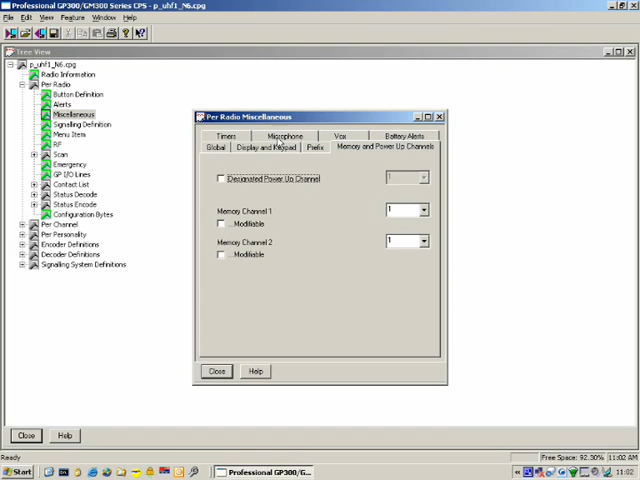 Professional GP300/GM300 Series CPS - p_uhf1_N6.cpg
File Edit View Feature Window Help
Tree View
p_uhf1_N6.cpg
Radio Information
Per Radio
Button Definition
Alerts
Miscellaneous
Signalling Definition
Menu Item
RF
Scan
Emergency
GP I/O Lines
Contact List
Status Decode
Status Encode
Configuration Bytes
Per Channel
Per Personality
Encoder Definitions
Decoder Definitions
Signalling System Definitions
Per Radio Miscellaneous
Timers Microphone Vox Battery Alerts
Global Display and Keypad Prefix Memory and Power Up Channels
Designated Power Up Channel 1
Memory Channel 1 1
...Modifiable
Memory Channel 2 1
...Modifiable
Close Help
Close Help
Ready Free Space: 92.30% 11:02 AM
Start Professional GP300/G... 11:02